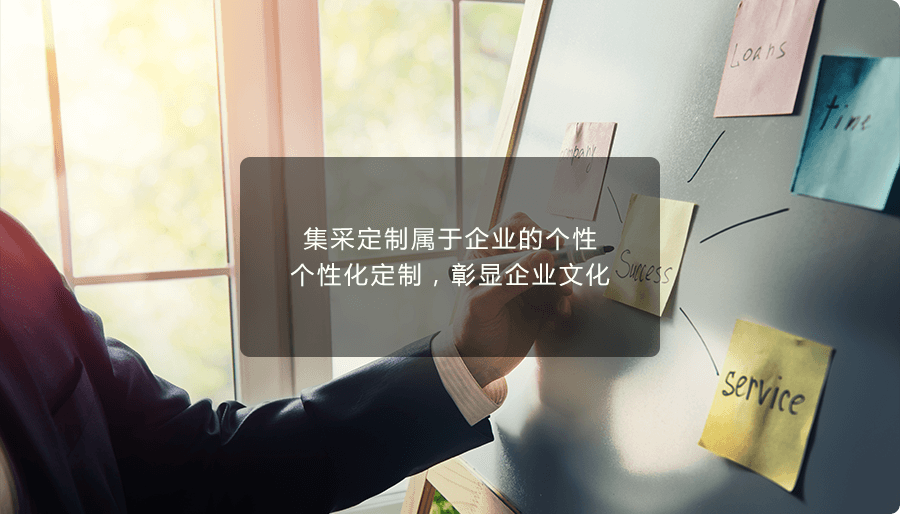 Loans
time
集采定制属于企业的个性
个性化定制，彰显企业文化
Success
service